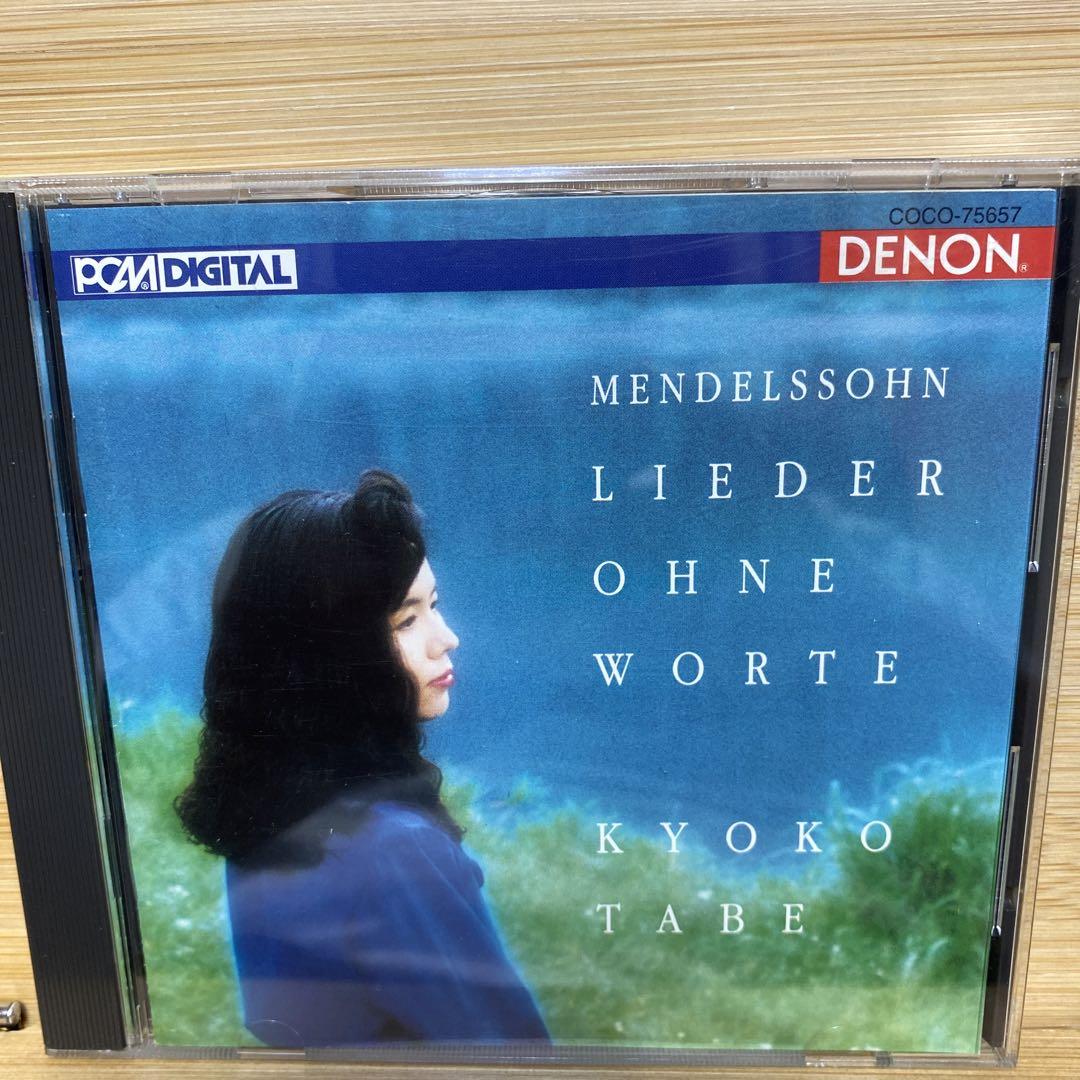 COCO-75657
PCM® DIGITAL
DENON®
MENDELSSOHN
LIEDER
OHNE
WORTE
KYOKO
TABE